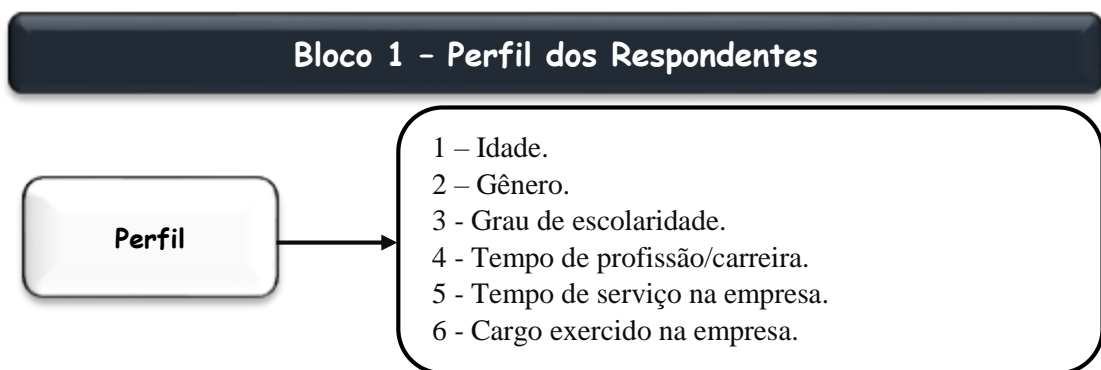 Bloco 1 – Perfil dos Respondentes
Perfil
1 – Idade.
2 – Gênero.
3 - Grau de escolaridade.
4 - Tempo de profissão/carreira.
5 - Tempo de serviço na empresa.
6 - Cargo exercido na empresa.